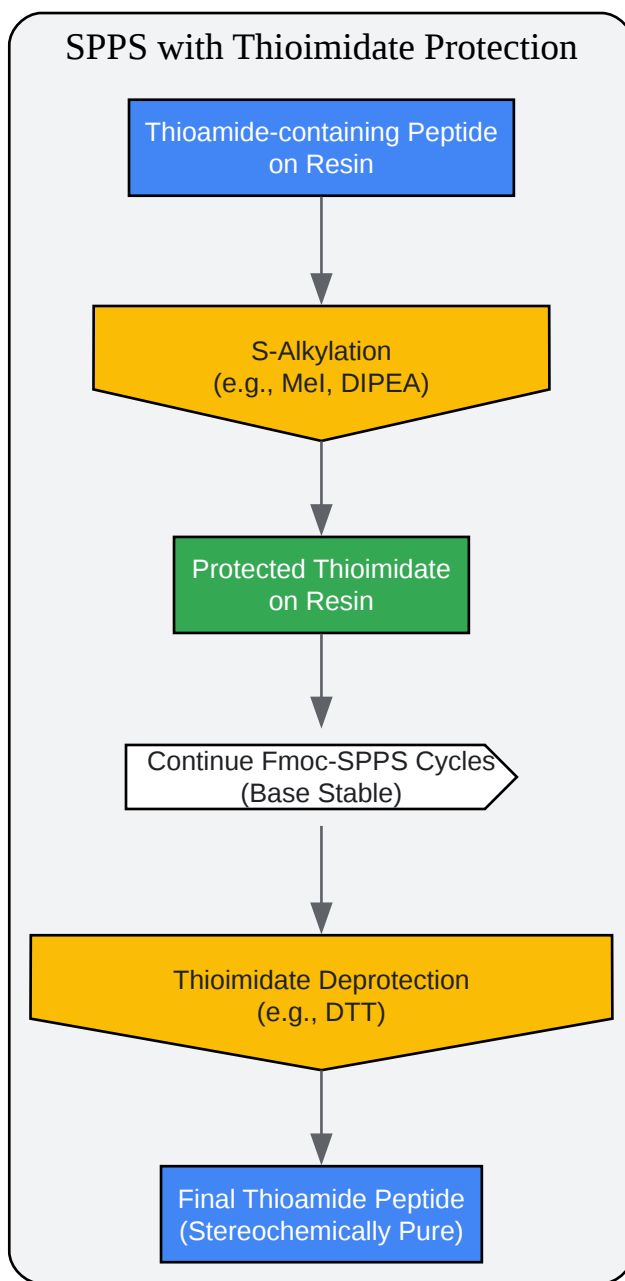 SPPS with Thioimidate Protection
Thioamide-containing Peptide
on Resin
S-Alkylation
(e.g., MeI, DIPEA)
Protected Thioimidate
on Resin
Continue Fmoc-SPPS Cycles
(Base Stable)
Thioimidate Deprotection
(e.g., DTT)
Final Thioamide Peptide
(Stereochemically Pure)